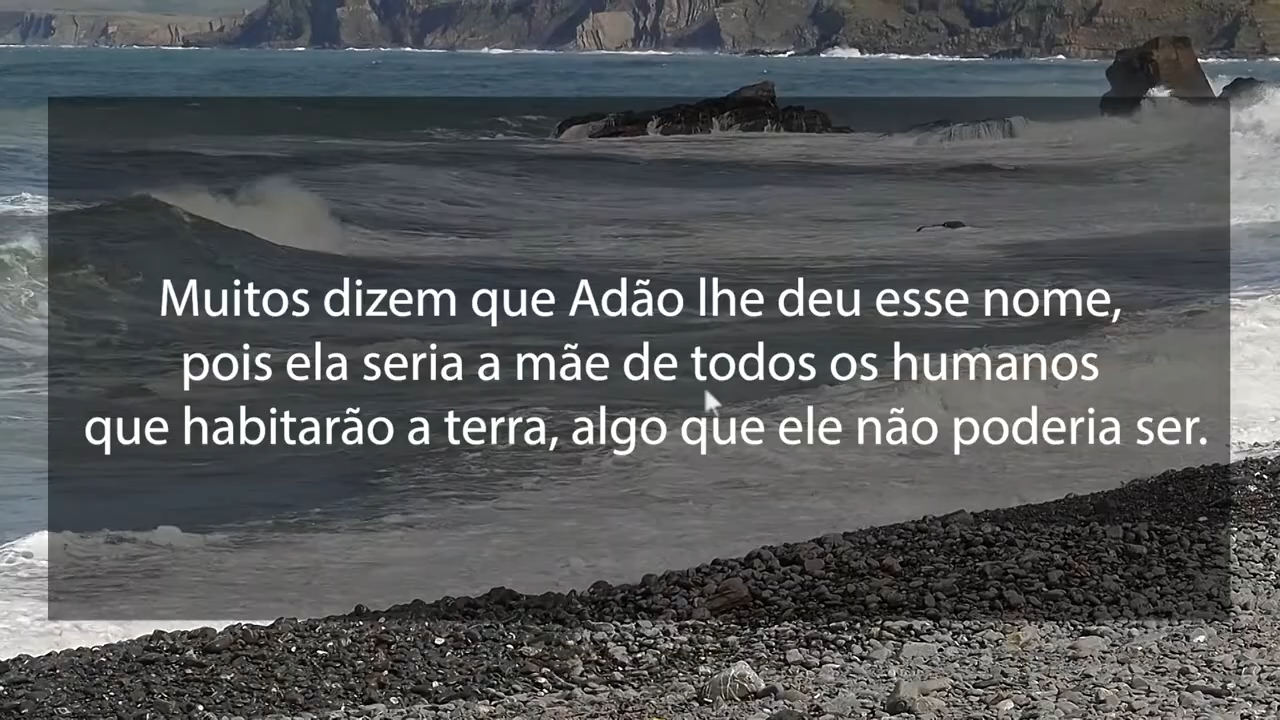 Muitos dizem que Adão lhe deu esse nome,
pois ela seria a mãe de todos os humanos
que habitarão a terra, algo que ele não poderia ser.